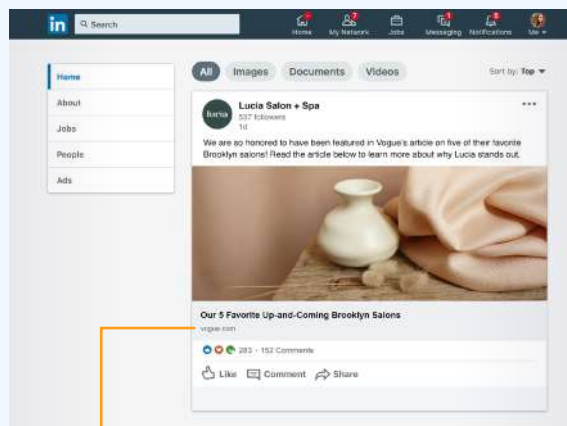 in Search Home My Network Jobs Messaging Notifications Me
Home
About
Jobs
People
Ads
All Images Documents Videos Sort by: Top
lucia
Lucia Salon + Spa
537 followers
1d
We are so honored to have been featured in Vogue's article on five of their favorite
Brooklyn salons! Read the article below to learn more about why Lucia stands out.
Our 5 Favorite Up-and-Coming Brooklyn Salons
vogue.com
283 · 152 Comments
Like Comment Share